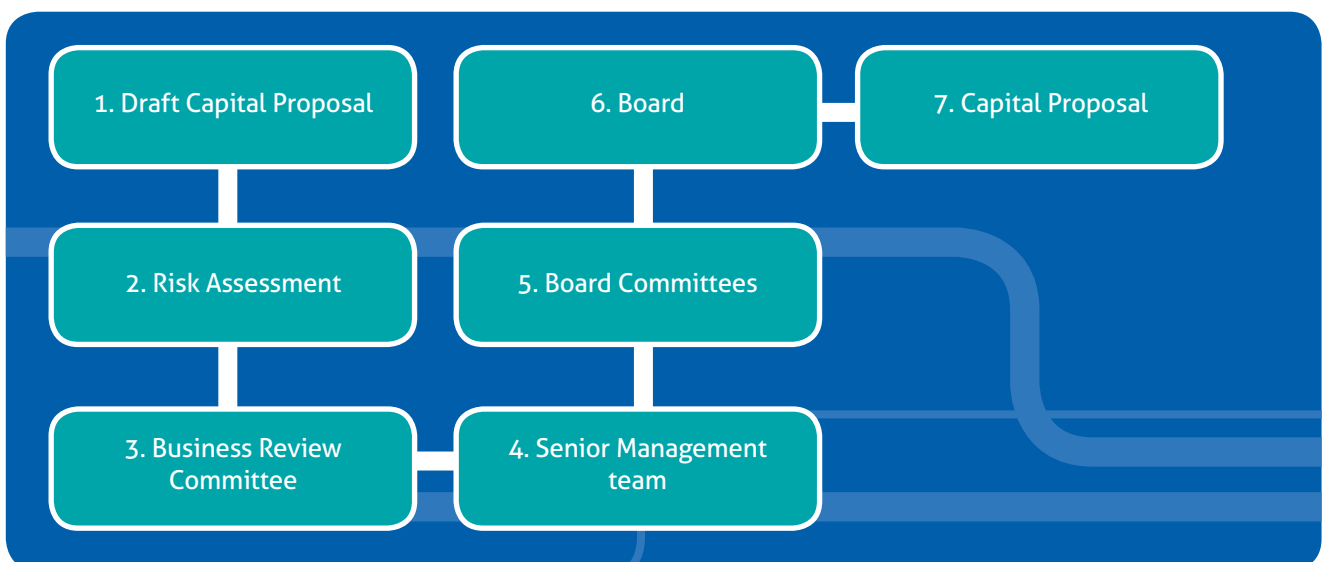 1. Draft Capital Proposal
2. Risk Assessment
3. Business Review
Committee
4. Senior Management
team
5. Board Committees
6. Board
7. Capital Proposal